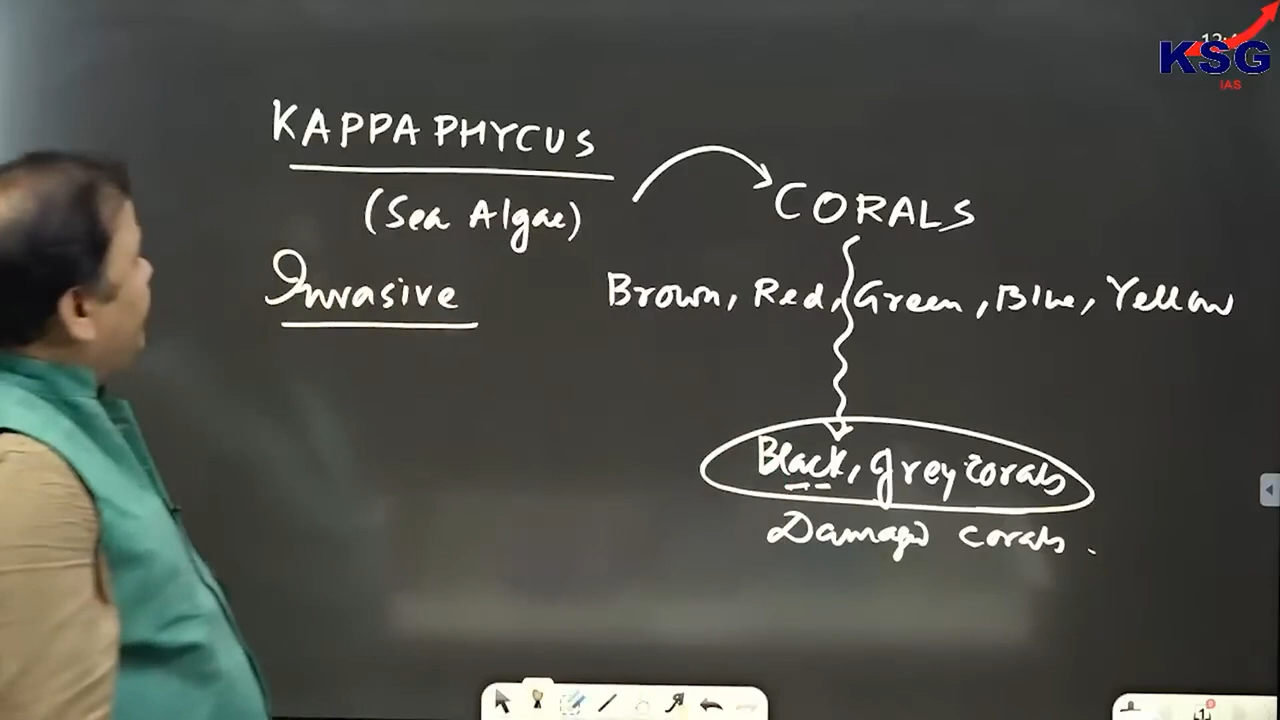 KSG
IAS
KAPPAPHYCUS
(Sea Algae)
CORALS
Invasive
Brown, Red, Green, Blue, Yellow
Black, grey corals
Damaged corals.